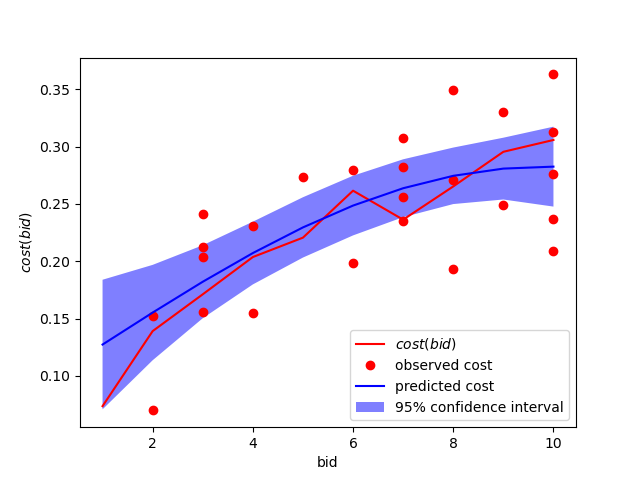 0.35
0.30
0.25
0.20
0.15
0.10
cost(bid)
2 4 6 8 10
bid
cost(bid)
observed cost
predicted cost
95% confidence interval